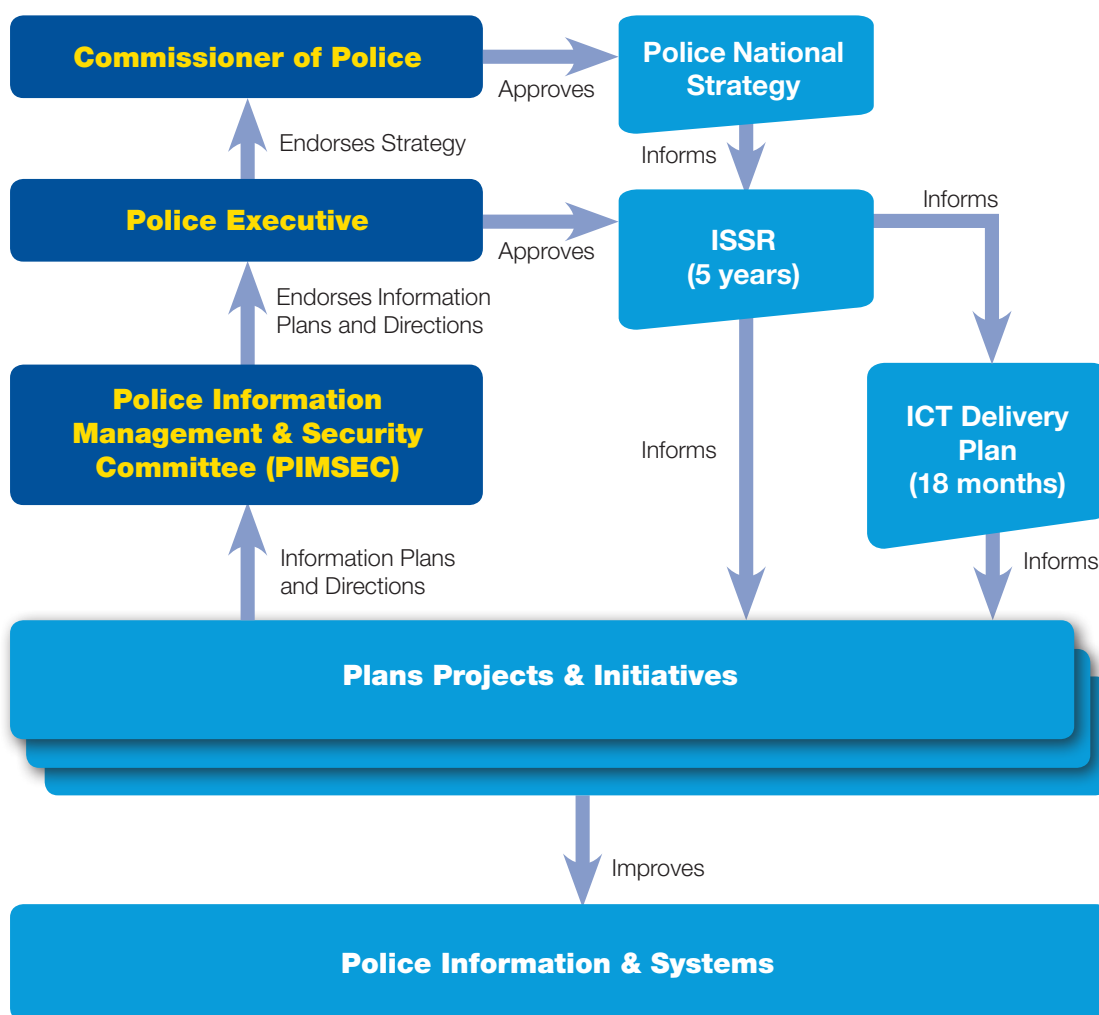 Commissioner of Police
Approves
Police National
Strategy
Endorses Strategy
Informs
Police Executive
Approves
ISSR
(5 years)
Informs
Endorses Information
Plans and Directions
Police Information
Management & Security
Committee (PIMSEC)
Informs
ICT Delivery
Plan
(18 months)
Information Plans
and Directions
Informs
Plans Projects & Initiatives
Improves
Police Information & Systems